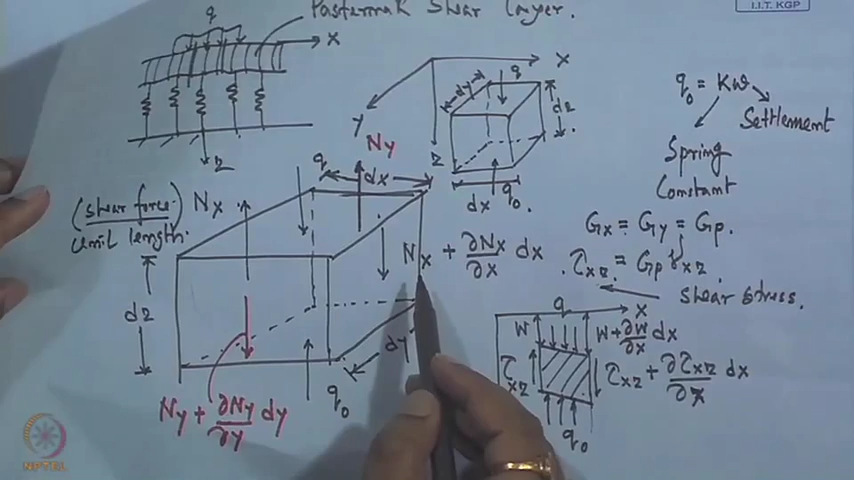 Pasternak Shear layer.
I.I.T. KGP
q
X
Z
X
Y
Z
q
dy
dz
dx
q₀
q₀ = Kw
Settlement
Spring
Constant
Gx = Gy = Gp.
τxz = Gp γxz.
Shear stress.
(Shear force)
Unit length.
Nx
Ny
q
dx
Nx + ∂Nx/∂x dx
dz
dy
q₀
Ny + ∂Ny/∂y dy
q
X
W
W + ∂W/∂x dx
τxz
τxz + ∂τxz/∂x dx
q₀
NPTEL